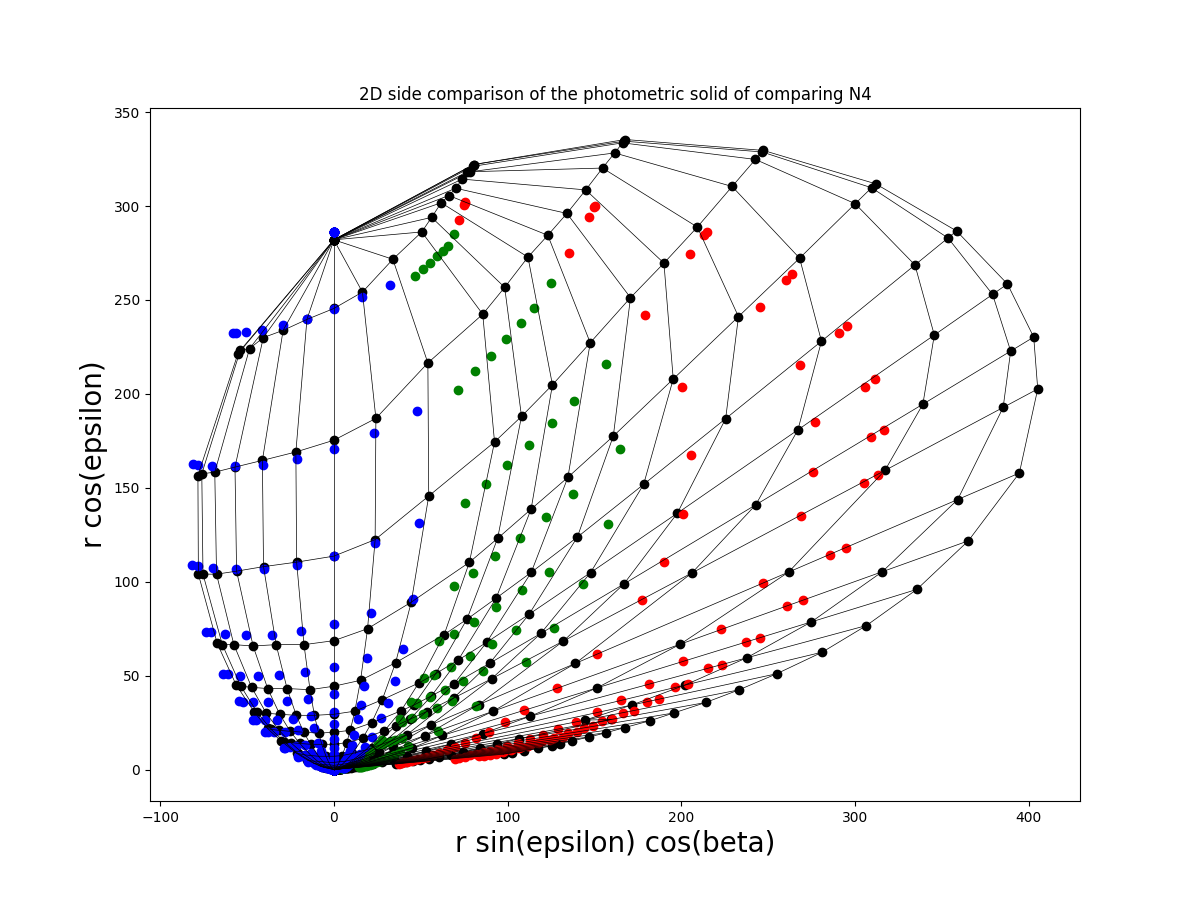 2D side comparison of the photometric solid of comparing N4
350
300
250
200
150
100
50
0
r cos(epsilon)
−100 0 100 200 300 400
r sin(epsilon) cos(beta)